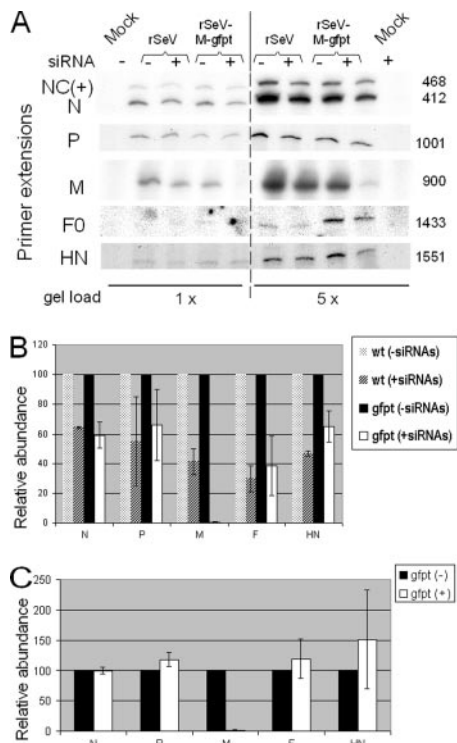 A
Mock
rSeV
rSeV-
M-gfpt
rSeV
rSeV-
M-gfpt
Mock
siRNA - - + - + - + - + +
NC(+) 468
N 412
P 1001
M 900
F0 1433
HN 1551
Primer extensions
gel load 1 x 5 x
B
Relative abundance
120
100
80
60
40
20
0
N P M F HN
wt (-siRNAs)
wt (+siRNAs)
gfpt (-siRNAs)
gfpt (+siRNAs)
C
Relative abundance
250
200
150
100
50
0
N P M F HN
gfpt (-)
gfpt (+)